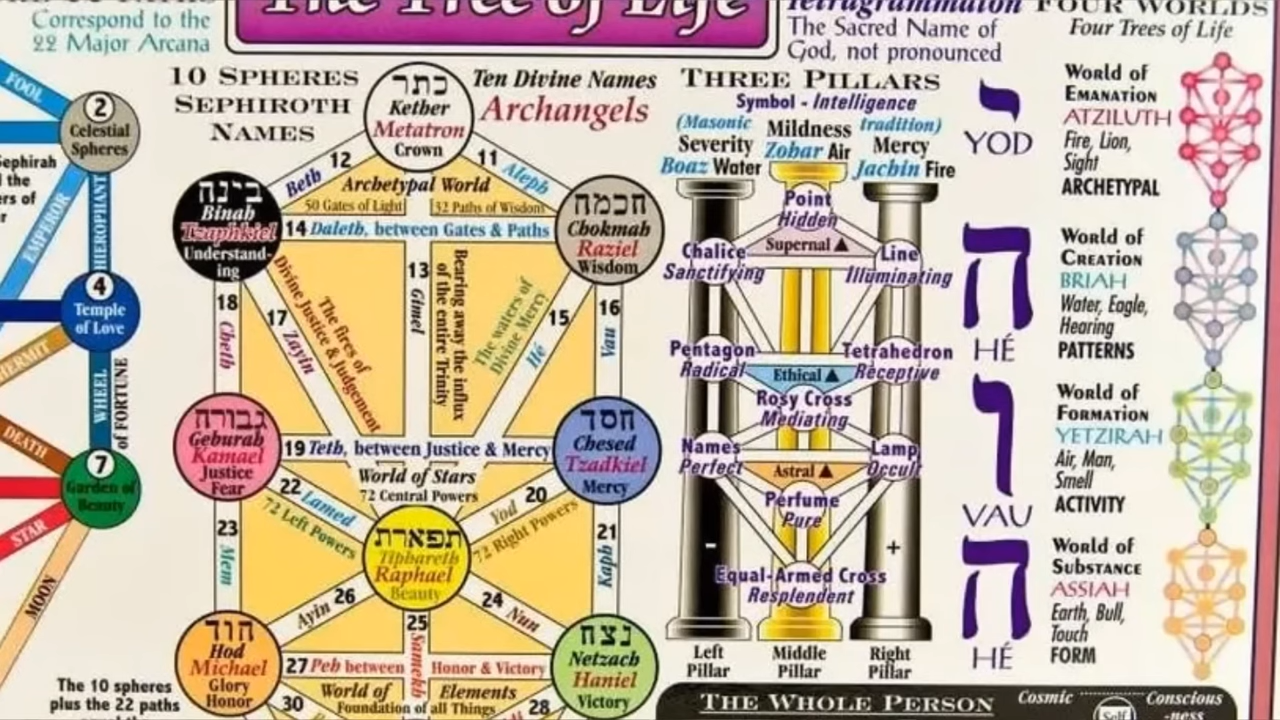 Correspond to the
22 Major Arcana
The Tree of Life
Tetragrammaton
The Sacred Name of
God, not pronounced
FOUR WORLDS
Four Trees of Life
FOOL
2
Celestial
Spheres
EMPEROR
HIEROPHANT
4
Temple
of Love
HERMIT
WHEEL
of FORTUNE
DEATH
7
Garden of
Beauty
STAR
MOON
The 10 spheres
plus the 22 paths
10 SPHERES
SEPHIROTH
NAMES
Ten Divine Names
Archangels
כתר
Kether
Metatron
Crown
12
Beth
11
Aleph
Archetypal World
50 Gates of Light
32 Paths of Wisdom
בינה
Binah
Tzaphkiel
Understand-
ing
חכמה
Chokmah
Raziel
Wisdom
14 Daleth, between Gates & Paths
13
Gimel
Bearing away the influx
of the entire Trinity
Divine Justice & Judgement
The fires of
The waters of
Divine Mercy
18
Cheth
17
Zayin
15
Hé
16
Vau
גבורה
Geburah
Kamael
Justice
Fear
חסד
Chesed
Tzadkiel
Mercy
19 Teth, between Justice & Mercy
World of Stars
72 Central Powers
22 Lamed
72 Left Powers
Yod 20
72 Right Powers
תפארת
Tiphareth
Raphael
Beauty
23
Mem
21
Kaph
Ayin 26
24 Nun
25
Samekh
הוד
Hod
Michael
Glory
Honor
נצח
Netzach
Haniel
Victory
27 Peh between Honor & Victory
World of Elements
Foundation of all Things
30
28
THREE PILLARS
Symbol - Intelligence
(Masonic tradition)
Severity Mildness Mercy
Boaz Water Zohar Air Jachin Fire
Point
Hidden
Supernal
Chalice
Sanctifying
Line
Illuminating
Pentagon
Radical
Tetrahedron
Receptive
Ethical
Rosy Cross
Mediating
Names
Perfect
Lamp
Occult
Astral
Perfume
Pure
-
+
Equal-Armed Cross
Resplendent
Left
Pillar
Middle
Pillar
Right
Pillar
י
YOD
ה
HÉ
ו
VAU
ה
HÉ
World of
Emanation
ATZILUTH
Fire, Lion,
Sight
ARCHETYPAL
World of
Creation
BRIAH
Water, Eagle,
Hearing
PATTERNS
World of
Formation
YETZIRAH
Air, Man,
Smell
ACTIVITY
World of
Substance
ASSIAH
Earth, Bull,
Touch
FORM
THE WHOLE PERSON
Cosmic
Conscious
-ness
Self